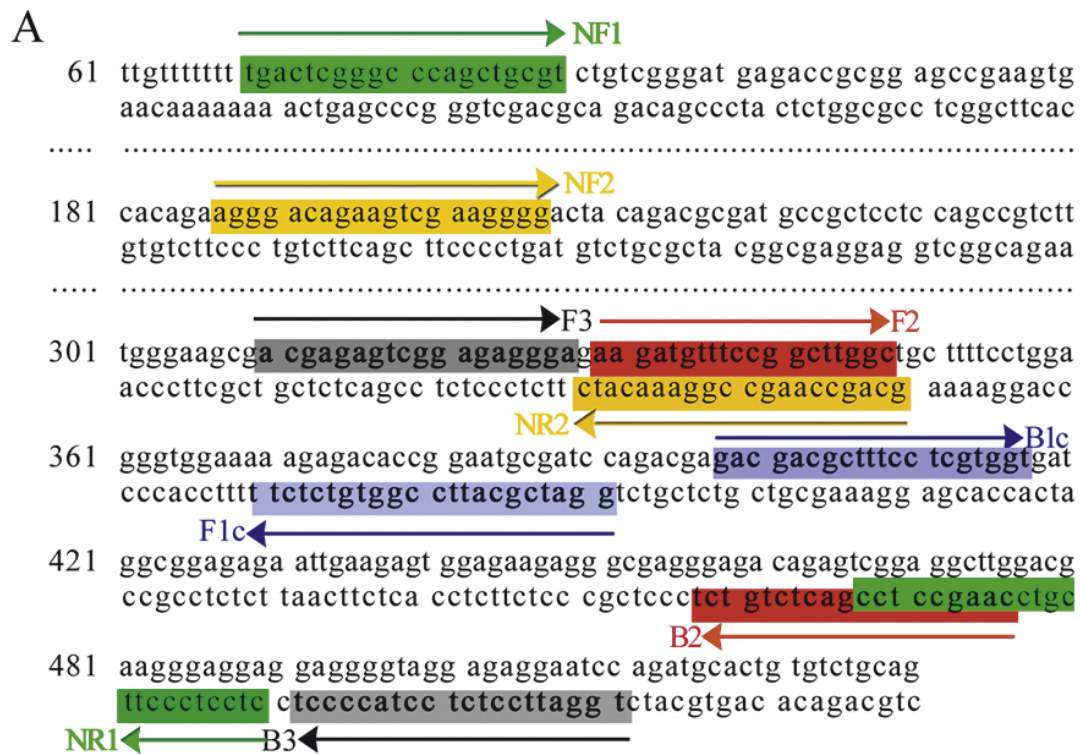 A
NF1
61 ttgttttttt tgactcgggc ccagctgcgt ctgtcgggat gagaccgcgg agccgaagtg
aacaaaaaaa actgagcccg ggtcgacgca gacagcccta ctctggcgcc tcggcttcac
..... ........................................................................
NF2
181 cacagaaggg acagaagtcg aaggggacta cagacgcgat gccgctcctc cagccgtctt
gtgtcttccc tgtcttcagc ttcccctgat gtctgcgcta cggcgaggag gtcggcagaa
..... ........................................................................
F3 F2
301 tgggaagcga cgagagtcgg agagggagaa gatgtttccg gcttggctgc ttttcctgga
acccttcgct gctctcagcc tctccctctt ctacaaaggc cgaaccgacg aaaaggacc
NR2 B1c
361 gggtggaaaa agagacaccg gaatgcgatc cagacgagac gacgctttcc tcgtggtgat
cccacctttt tctctgtggc cttacgctag gtctgctctg ctgcgaaagg agcaccacta
F1c
421 ggcggagaga attgaagagt ggagaagagg gcgagggaga cagagtcgga ggcttggacg
ccgcctctct taacttctca cctcttctcc cgctccctct gtctcagcct ccgaacctgc
B2
481 aagggaggag gaggggtagg agaggaatcc agatgcactg tgtctgcag
ttccctcctc ctccccatcc tctccttaggt ctacgtgac acagacgtc
NR1 B3